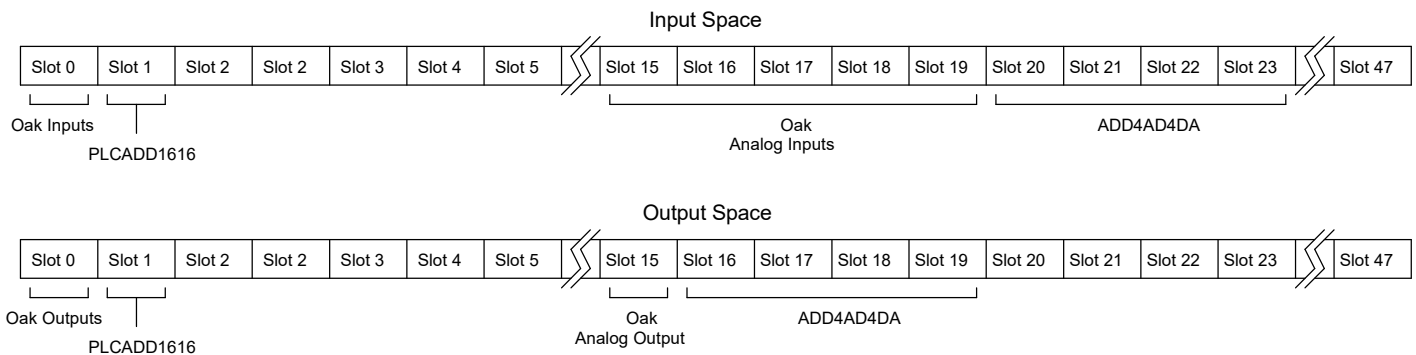 Input Space
Slot 0 Slot 1 Slot 2 Slot 2 Slot 3 Slot 4 Slot 5 Slot 15 Slot 16 Slot 17 Slot 18 Slot 19 Slot 20 Slot 21 Slot 22 Slot 23 Slot 47
Oak Inputs
PLCADD1616
Oak
Analog Inputs
ADD4AD4DA
Output Space
Slot 0 Slot 1 Slot 2 Slot 2 Slot 3 Slot 4 Slot 5 Slot 15 Slot 16 Slot 17 Slot 18 Slot 19 Slot 20 Slot 21 Slot 22 Slot 23 Slot 47
Oak Outputs
PLCADD1616
Oak
Analog Output
ADD4AD4DA